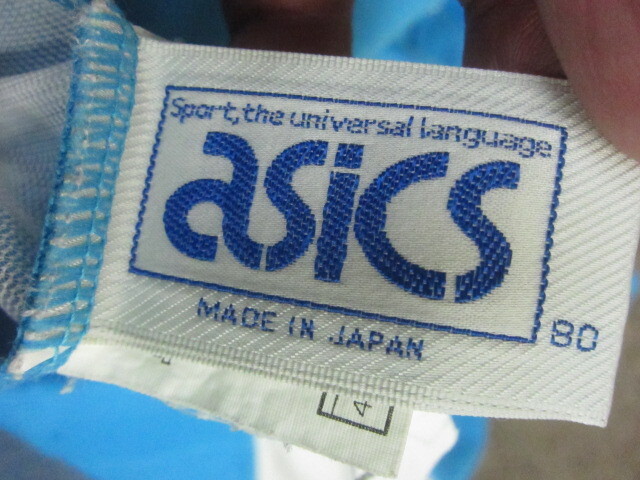 Sport, the universal language
asics
MADE IN JAPAN
80
4